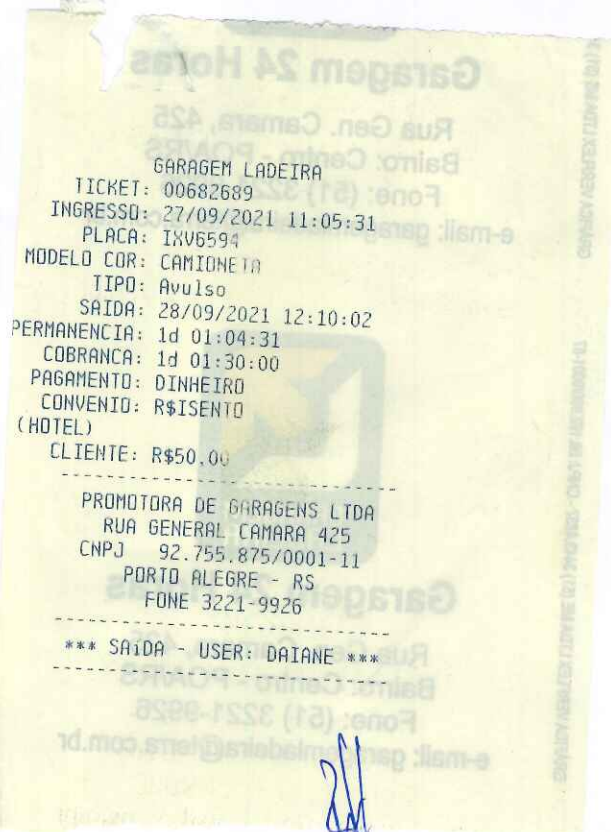 GARAGEM LADEIRA
TICKET: 00682689
INGRESSO: 27/09/2021 11:05:31
PLACA: IXV6594
MODELO COR: CAMIONETA
TIPO: Avulso
SAIDA: 28/09/2021 12:10:02
PERMANENCIA: 1d 01:04:31
COBRANCA: 1d 01:30:00
PAGAMENTO: DINHEIRO
CONVENIO: R$ISENTO
(HOTEL)
CLIENTE: R$50,00
PROMOTORA DE GARAGENS LTDA
RUA GENERAL CAMARA 425
CNPJ 92.755.875/0001-11
PORTO ALEGRE - RS
FONE 3221-9926
*** SAiDA - USER: DAIANE ***
Garagem 24 Horas
Rua Gen. Camara, 425
Bairro: Centro - POA/RS
Fone: (51) 3221-9926
e-mail: garagemladeira@terra.com.br